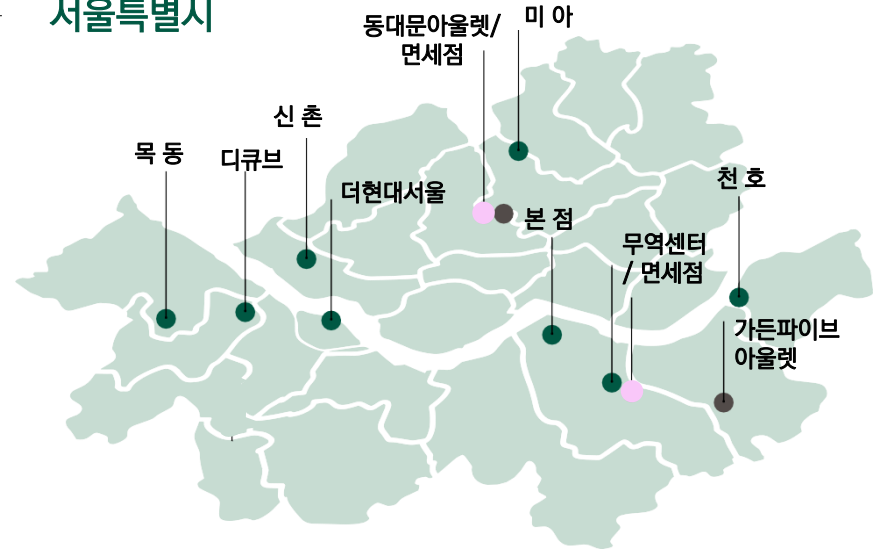 서울특별시
동대문아울렛/
면세점
미 아
신 촌
목 동
디큐브
더현대서울
천 호
본 점
무역센터
/ 면세점
가든파이브
아울렛